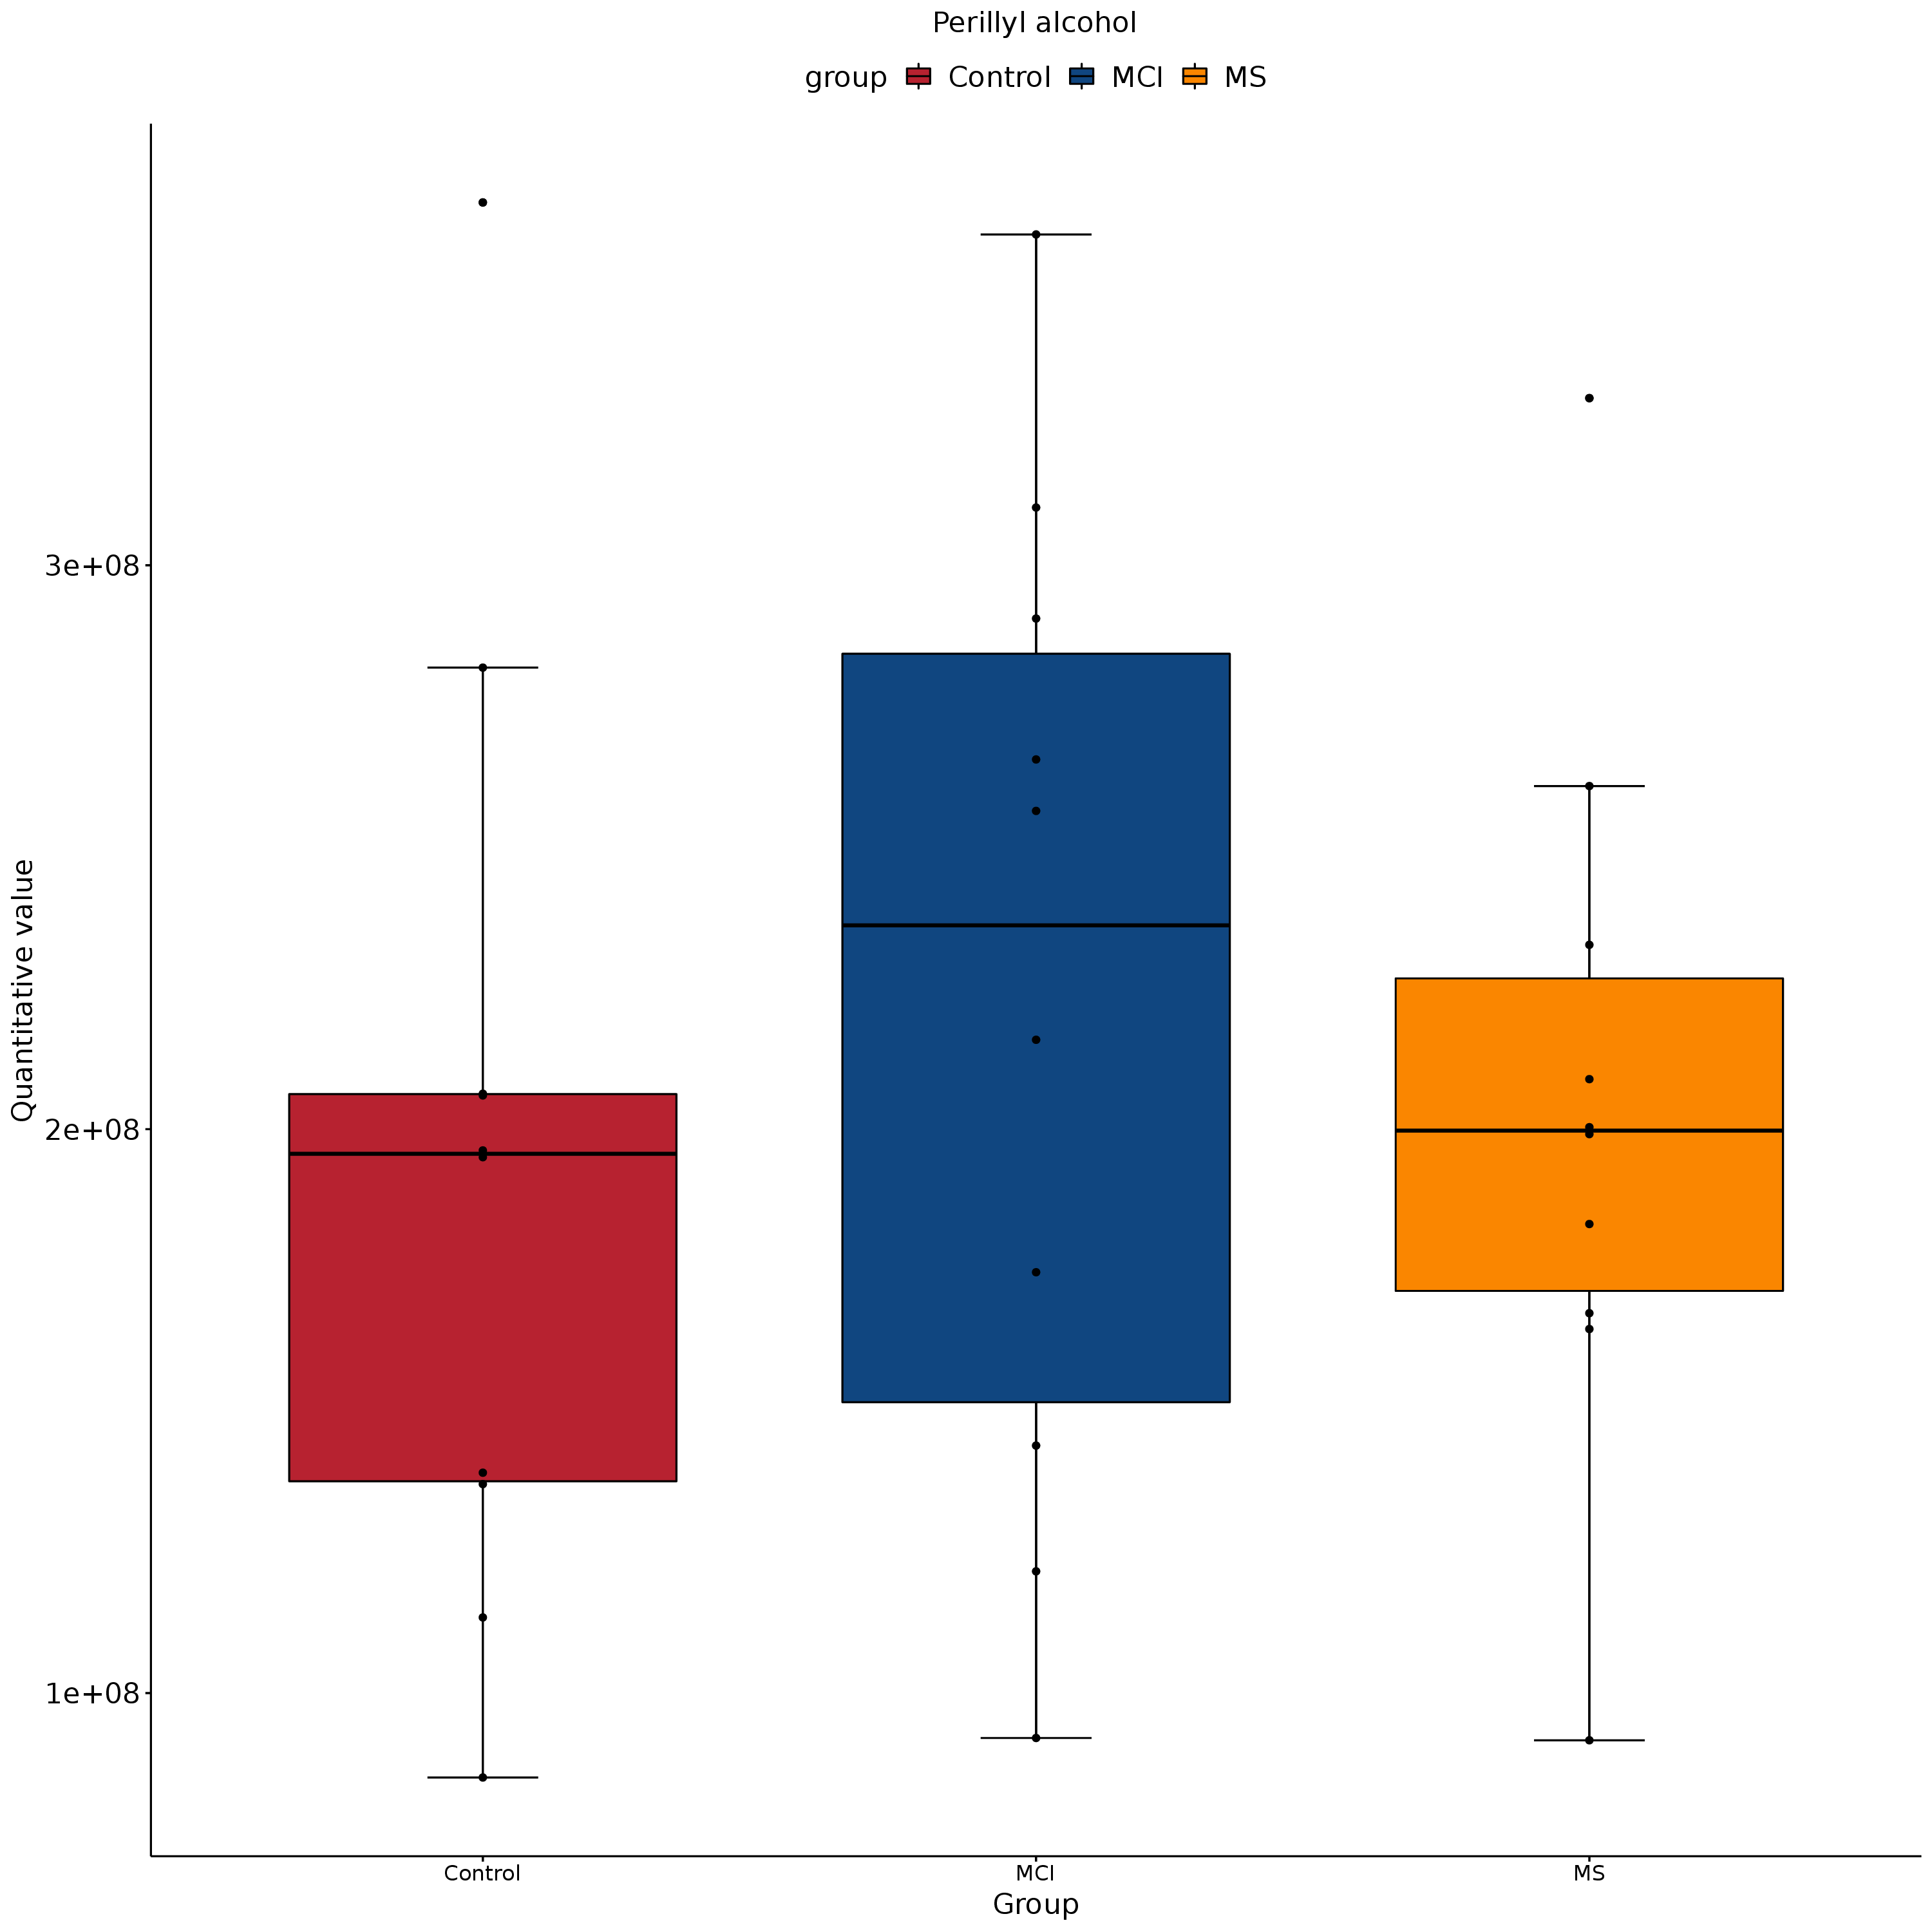 Perillyl alcohol
group Control MCI MS
Quantitative value
3e+08
2e+08
1e+08
Control MCI MS
Group